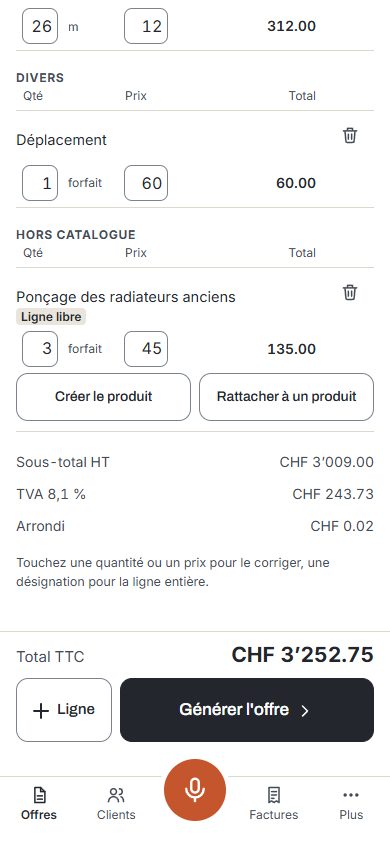 26 m 12 312.00
DIVERS
Qté Prix Total
Déplacement
1 forfait 60 60.00
HORS CATALOGUE
Qté Prix Total
Ponçage des radiateurs anciens
Ligne libre
3 forfait 45 135.00
Créer le produit Rattacher à un produit
Sous-total HT CHF 3’009.00
TVA 8,1 % CHF 243.73
Arrondi CHF 0.02
Touchez une quantité ou un prix pour le corriger, une
désignation pour la ligne entière.
Total TTC CHF 3’252.75
Ligne Générer l'offre
Offres Clients Factures Plus